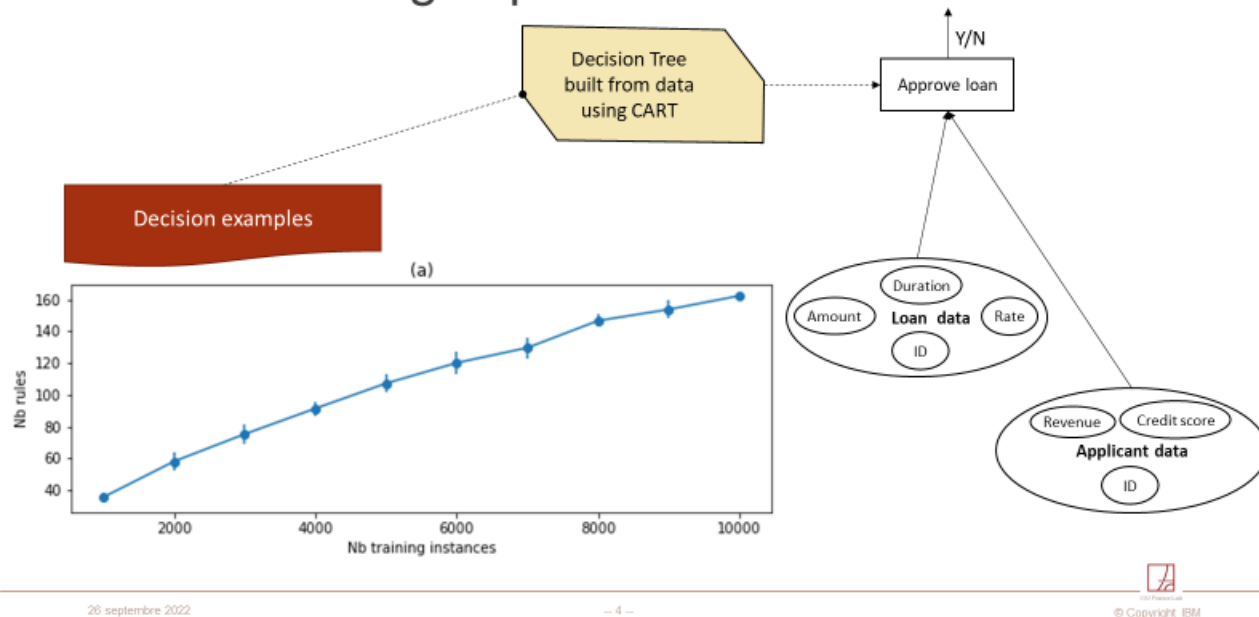 Decision Tree
built from data
using CART
Y/N
Approve loan
Decision examples
(a)
160
140
120
100
80
60
40
Nb rules
2000
4000
6000
8000
10000
Nb training instances
Duration
Amount
Loan data
Rate
ID
Revenue
Credit score
Applicant data
ID
26 septembre 2022
-- 4 --
© Copyright IBM